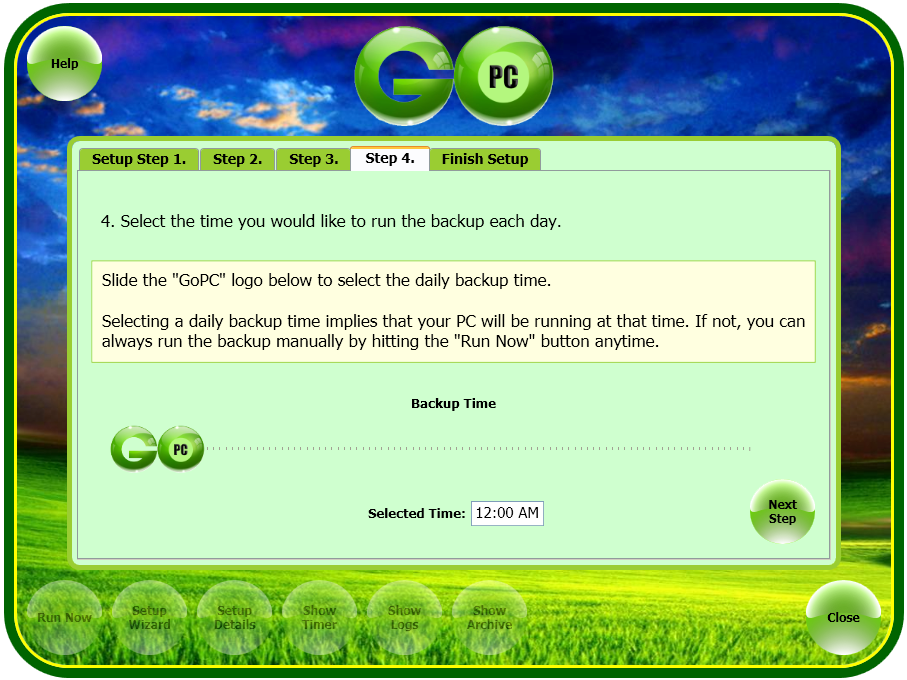 Help
GO PC
Setup Step 1. Step 2. Step 3. Step 4. Finish Setup
4. Select the time you would like to run the backup each day.
Slide the "GoPC" logo below to select the daily backup time.
Selecting a daily backup time implies that your PC will be running at that time. If not, you can
always run the backup manually by hitting the "Run Now" button anytime.
Backup Time
GO PC
Selected Time: 12:00 AM
Next
Step
Run Now
Setup
Wizard
Setup
Details
Show
Timer
Show
Logs
Show
Archive
Close